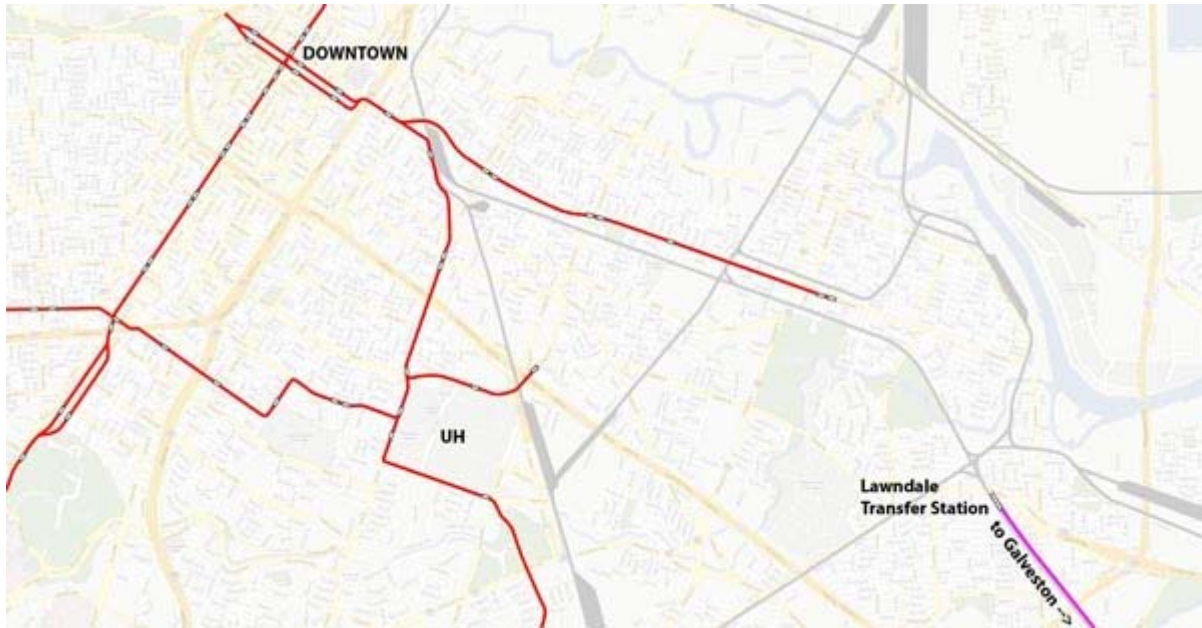 DOWNTOWN
UH
Lawndale
Transfer Station
to Galveston -->